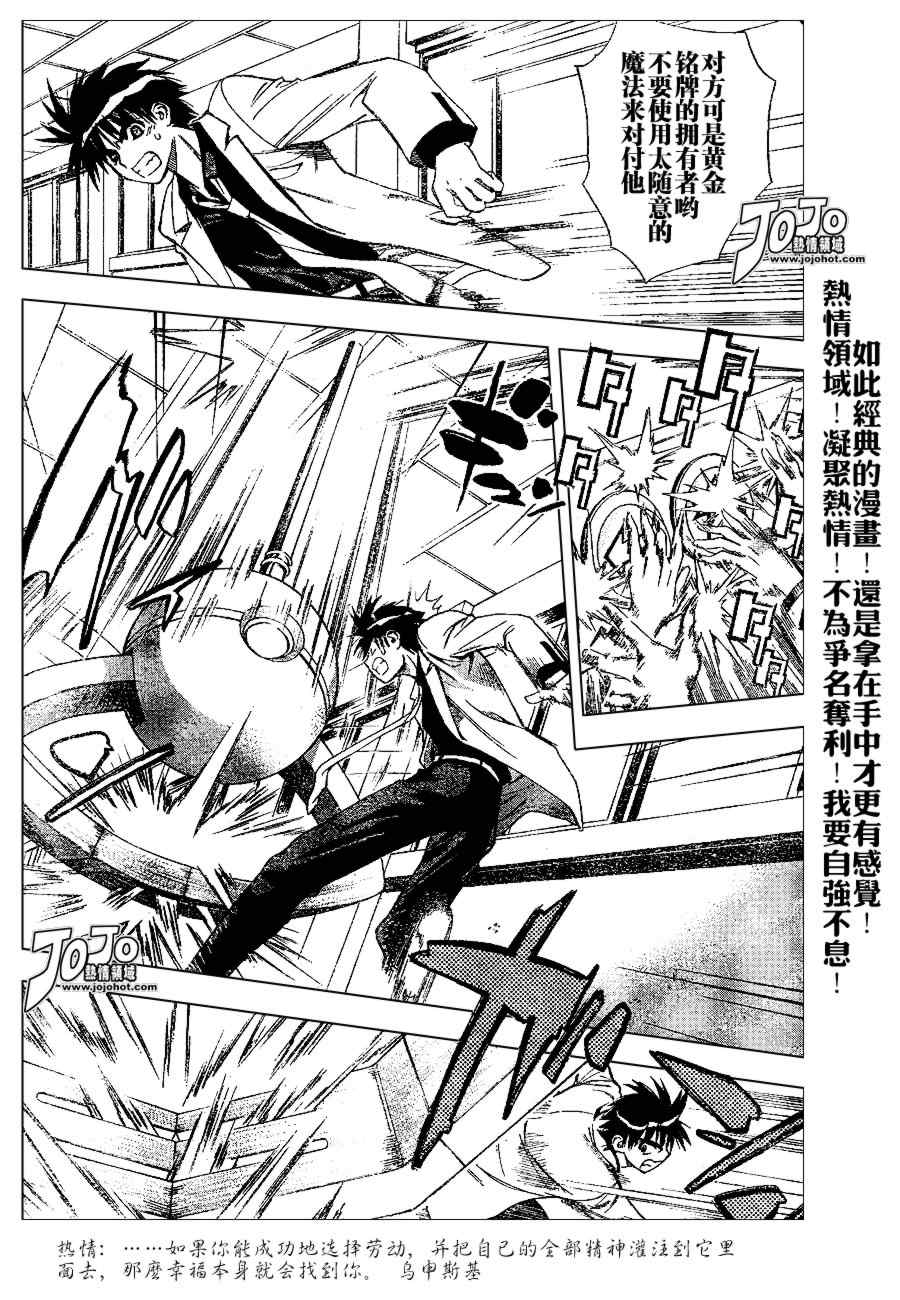 对方可是黄金
铭牌的拥有者哟
不要使用太随意的
魔法来对付他
JOJO
熱情領域
www.jojohot.com
如此經典的漫畫！還是拿在手中才更有感覺！
熱情領域！凝聚熱情！不為爭名奪利！我要自強不息！
JOJO
熱情領域
www.jojohot.com
热情：……如果你能成功地选择劳动，并把自己的全部精神灌注到它里
面去，那麽幸福本身就会找到你。 乌申斯基